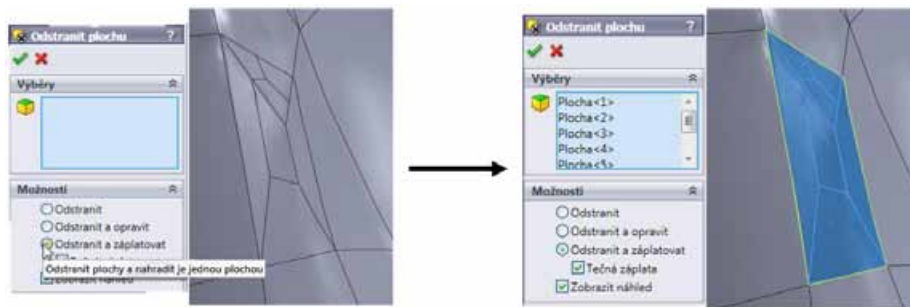 Odstranit plochu ?
Výběry
Možnosti
Odstranit
Odstranit a opravit
Odstranit a záplatovat
Odstranit plochy a nahradit je jednou plochou
Zobrazit náhled
Odstranit plochu ?
Výběry
Plocha<1>
Plocha<2>
Plocha<3>
Plocha<4>
Plocha<5>
Možnosti
Odstranit
Odstranit a opravit
Odstranit a záplatovat
Tečná záplata
Zobrazit náhled